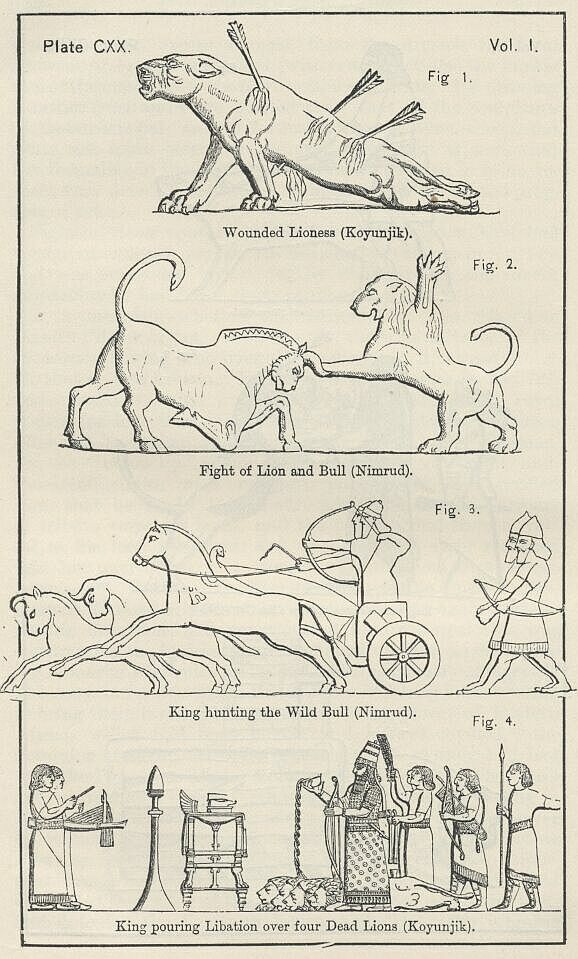 Plate CXX.
Vol. I.
Fig 1.
Wounded Lioness (Koyunjik).
Fig. 2.
Fight of Lion and Bull (Nimrud).
Fig. 3.
King hunting the Wild Bull (Nimrud).
Fig. 4.
King pouring Libation over four Dead Lions (Koyunjik).